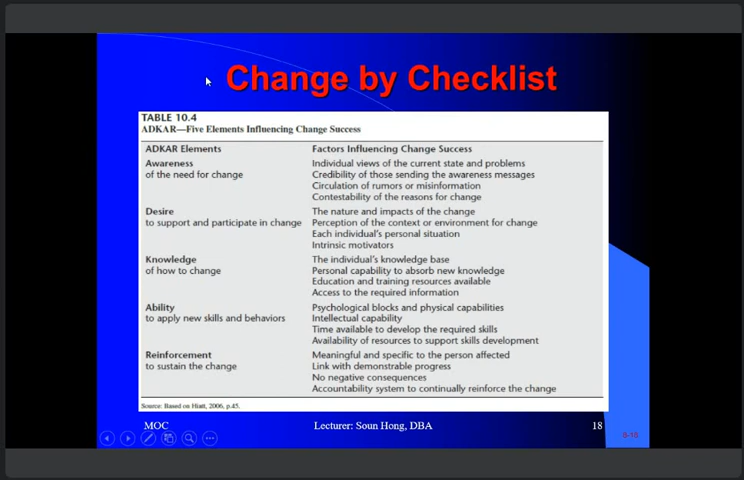 Change by Checklist
TABLE 10.4
ADKAR—Five Elements Influencing Change Success
ADKAR Elements Factors Influencing Change Success
Awareness Individual views of the current state and problems
of the need for change Credibility of those sending the awareness messages
Circulation of rumors or misinformation
Contestability of the reasons for change
Desire The nature and impacts of the change
to support and participate in change Perception of the context or environment for change
Each individual's personal situation
Intrinsic motivators
Knowledge The individual's knowledge base
of how to change Personal capability to absorb new knowledge
Education and training resources available
Access to the required information
Ability Psychological blocks and physical capabilities
to apply new skills and behaviors Intellectual capability
Time available to develop the required skills
Availability of resources to support skills development
Reinforcement Meaningful and specific to the person affected
to sustain the change Link with demonstrable progress
No negative consequences
Accountability system to continually reinforce the change
Source: Based on Hiatt, 2006, p.45.
MOC Lecturer: Soun Hong, DBA 18